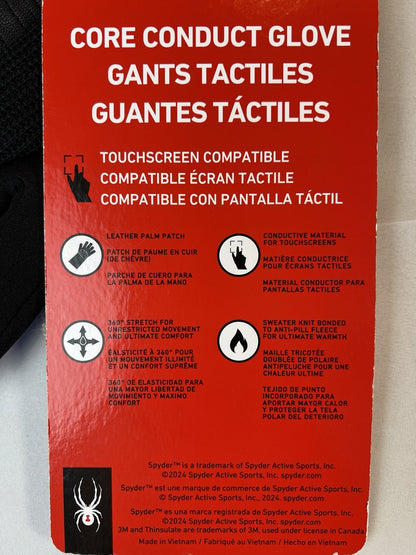 CORE CONDUCT GLOVE
GANTS TACTILES
GUANTES TÁCTILES
TOUCHSCREEN COMPATIBLE
COMPATIBLE ÉCRAN TACTILE
COMPATIBLE CON PANTALLA TÁCTIL
LEATHER PALM PATCH
PATCH DE PAUME EN CUIR
(DE CHÈVRE)
PARCHE DE CUERO PARA
LA PALMA DE LA MANO
CONDUCTIVE MATERIAL
FOR TOUCHSCREENS
MATIÈRE CONDUCTRICE
POUR ÉCRANS TACTILES
MATERIAL CONDUCTOR PARA
PANTALLAS TACTILES
360° STRETCH FOR
UNRESTRICTED MOVEMENT
AND ULTIMATE COMFORT
ÉALSTICITÉ À 360° POUR
UN MOUVEMENT ILLIMITÉ
ET UN CONFORT SUPRÊME
360° DE ELASTICIDAD PARA
UNA MAYOR LIBERTAD DE
MOVIMIENTO Y MAXIMO
CONFORT
SWEATER KNIT BONDED
TO ANTI-PILL FLEECE
FOR ULTIMATE WARMTH
MAILLE TRICOTÉE
DOUBLÉE DE POLAIRE
ANTIPELUCHE POUR UNE
CHALEUR ULTIME
TEJIDO DE PUNTO
INCORPORADO PARA
APORTAR MAYOR CALOR
Y PROTEGER LA TELA
POLAR DEL DETERIORO
Spyder™ is a trademark of Spyder Active Sports, Inc.
©2024 Spyder Active Sports, Inc. spyder.com
Spyder™ est une marque de commerce de Spyder Active Sports, Inc.
© Spyder Active Sports, Inc., 2024. spyder.com
Spyder™ es una marca registrada de Spyder Active Sports, Inc.
©2024 Spyder Active Sports, Inc. spyder.com
3M and Thinsulate are trademarks of 3M. used under license in Canada
Made in Vietnam / Fabriqué au Vietnam / Hecho en Vietnam